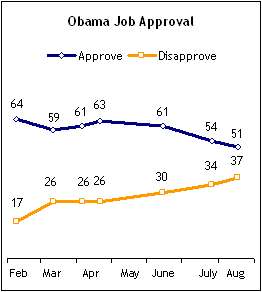 Obama Job Approval
Approve Disapprove
64 59 61 63 61 54 51
17 26 26 26 30 34 37
Feb Mar Apr May June July Aug